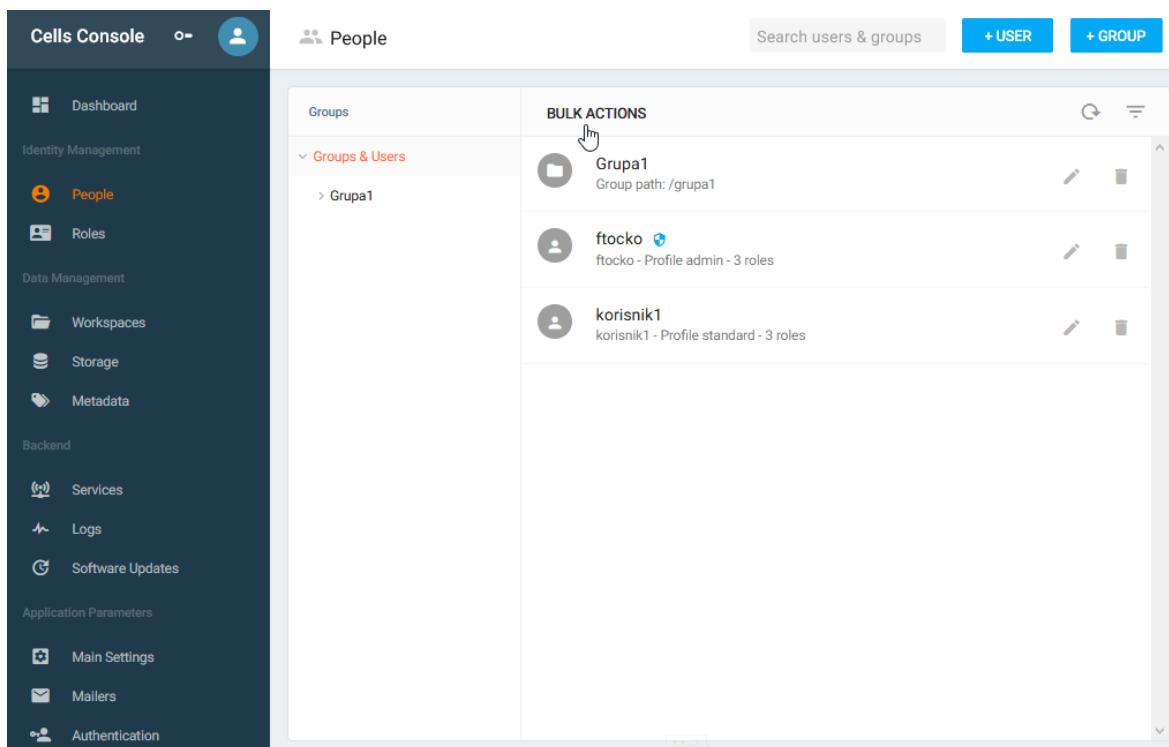 Cells Console
People
Search users & groups
+ USER
+ GROUP
Dashboard
Identity Management
People
Roles
Data Management
Workspaces
Storage
Metadata
Backend
Services
Logs
Software Updates
Application Parameters
Main Settings
Mailers
Authentication
Groups
Groups & Users
Grupa1
BULK ACTIONS
Grupa1
Group path: /grupa1
ftocko
ftocko - Profile admin - 3 roles
korisnik1
korisnik1 - Profile standard - 3 roles